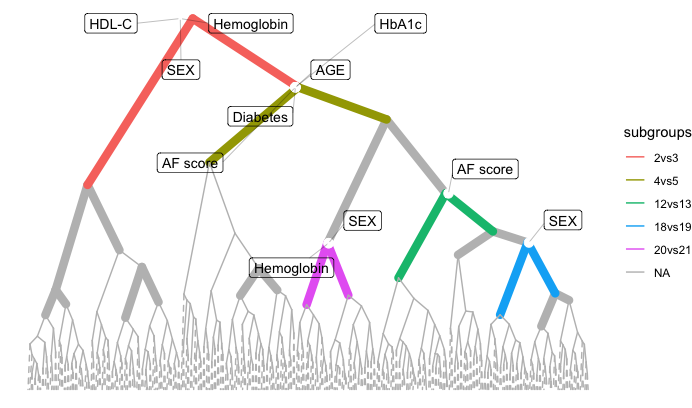 HDL-C
Hemoglobin
HbA1c
SEX
AGE
Diabetes
AF score
AF score
SEX
SEX
Hemoglobin
subgroups
2vs3
4vs5
12vs13
18vs19
20vs21
NA